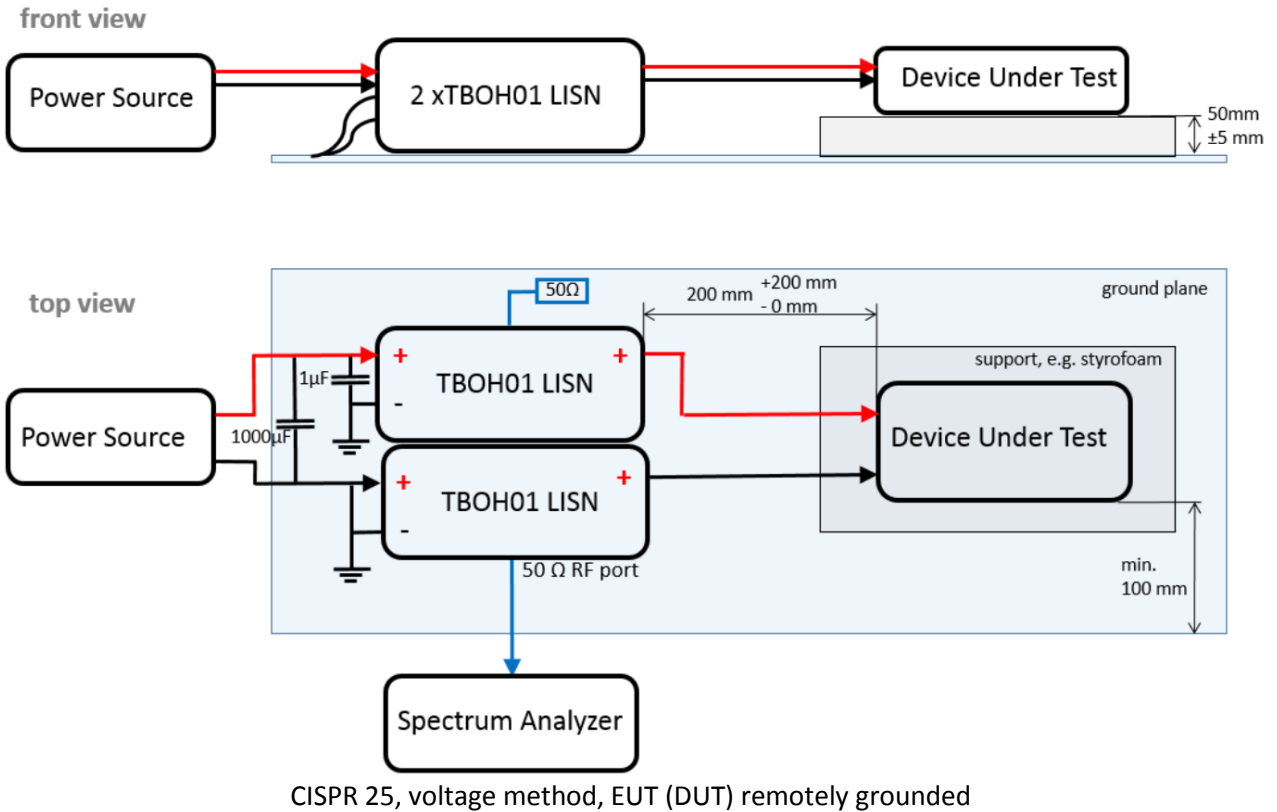 front view
Power Source
2 xTBOH01 LISN
Device Under Test
50mm
±5 mm
top view
50Ω
200 mm
+200 mm
- 0 mm
ground plane
support, e.g. styrofoam
1µF
+
+
TBOH01 LISN
-
Power Source
1000µF
Device Under Test
+
+
TBOH01 LISN
-
50 Ω RF port
min.
100 mm
Spectrum Analyzer
CISPR 25, voltage method, EUT (DUT) remotely grounded